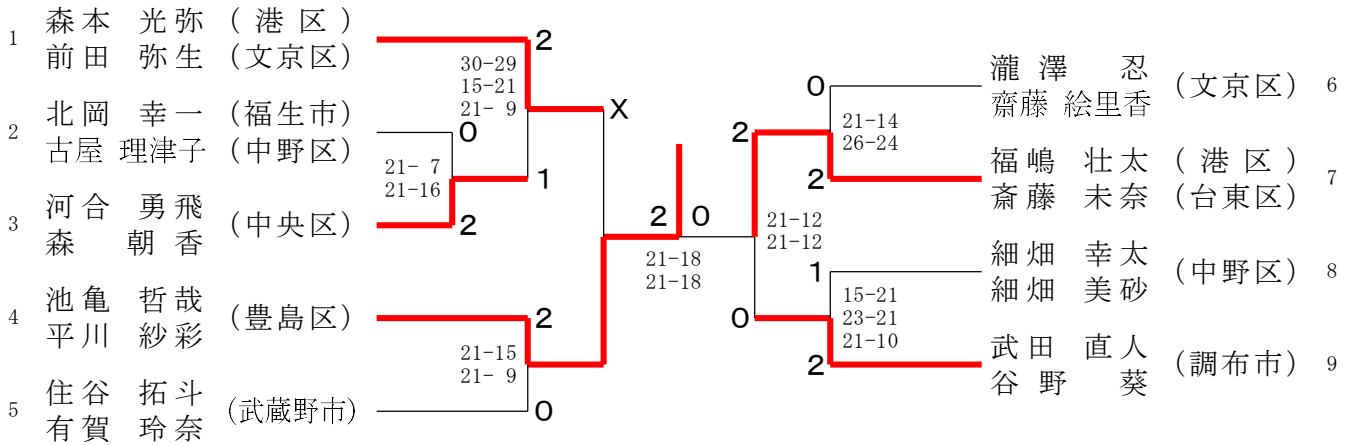 1 森本 光弥 (港区)
前田 弥生 (文京区)
2
30-29
15-21
21- 9
X
2 北岡 幸一 (福生市)
古屋 理津子 (中野区)
0
21- 7
21-16
1
3 河合 勇飛 (中央区)
森 朝香
2
4 池亀 哲哉 (豊島区)
平川 紗彩
2
21-15
21- 9
5 住谷 拓斗 (武蔵野市)
有賀 玲奈
0
2 0
21-18
21-18
瀧澤 忍 (文京区) 6
齋藤 絵里香
0
21-14
26-24
2
福嶋 壮太 (港区) 7
斎藤 未奈 (台東区)
2
21-12
21-12
細畑 幸太 (中野区) 8
細畑 美砂
1
15-21
23-21
21-10
0
武田 直人 (調布市) 9
谷野 葵
2